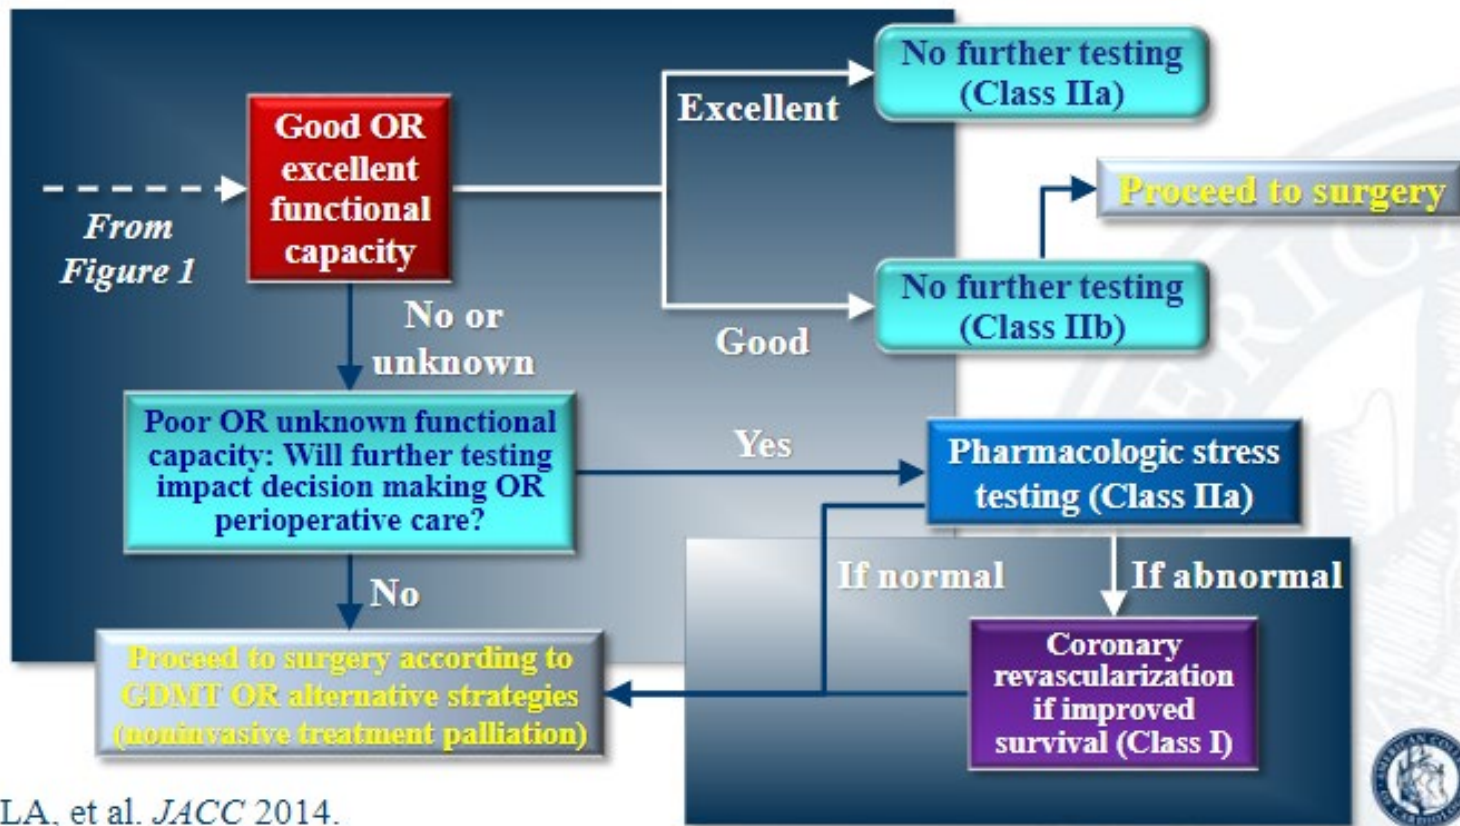 No further testing
(Class IIa)
Excellent
Good OR
excellent
functional
capacity
From
Figure 1
Proceed to surgery
No further testing
(Class IIb)
Good
No or
unknown
Poor OR unknown functional
capacity: Will further testing
impact decision making OR
perioperative care?
Yes
Pharmacologic stress
testing (Class IIa)
If normal
If abnormal
No
Coronary
revascularization
if improved
survival (Class I)
Proceed to surgery according to
GDMT OR alternative strategies
(noninvasive treatment palliation)
LA, et al. JACC 2014.